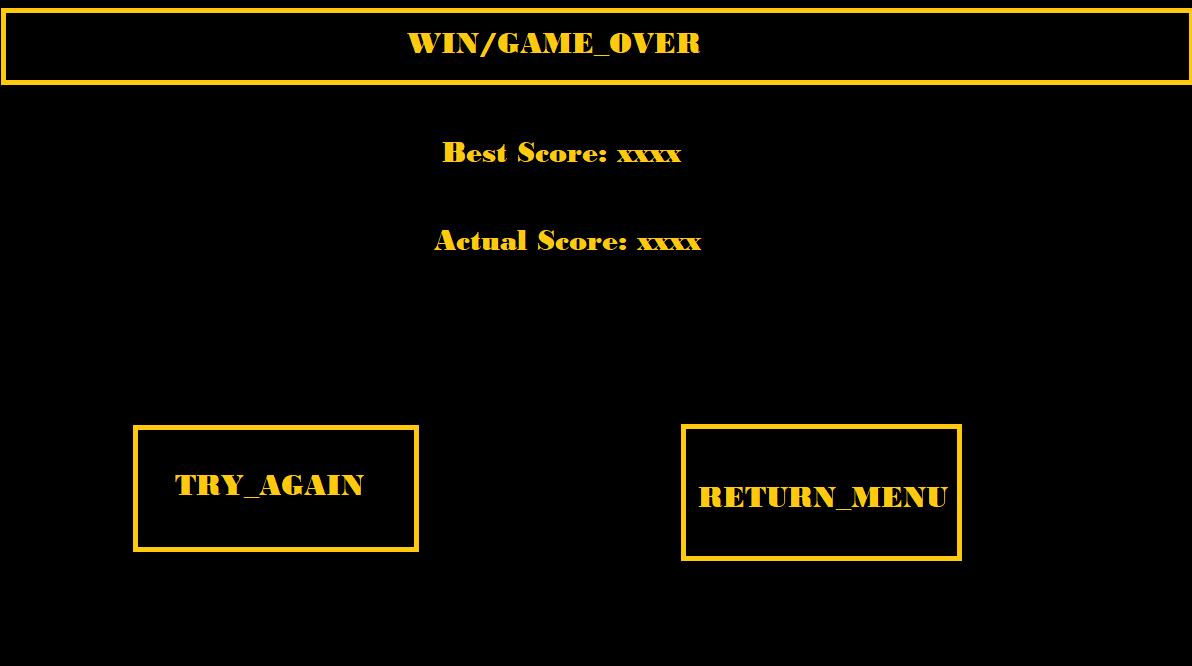 WIN/GAME_OVER
Best Score: xxxx
Actual Score: xxxx
TRY_AGAIN
RETURN_MENU